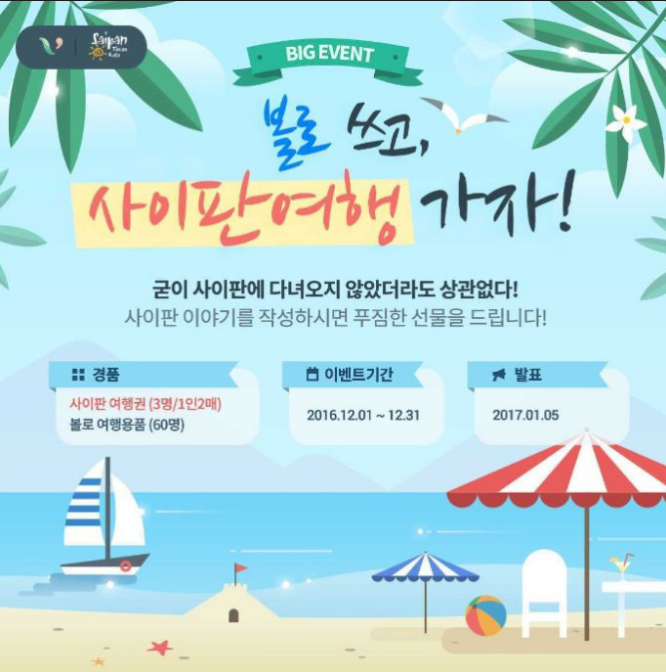 Saipan
BIG EVENT
볼로 쓰고,
사이판여행 가자!
굳이 사이판에 다녀오지 않았더라도 상관없다!
사이판 이야기를 작성하시면 푸짐한 선물을 드립니다!
경품
사이판 여행권 (3명/1인2매)
볼로 여행용품 (60명)
이벤트기간
2016.12.01 ~ 12.31
발표
2017.01.05